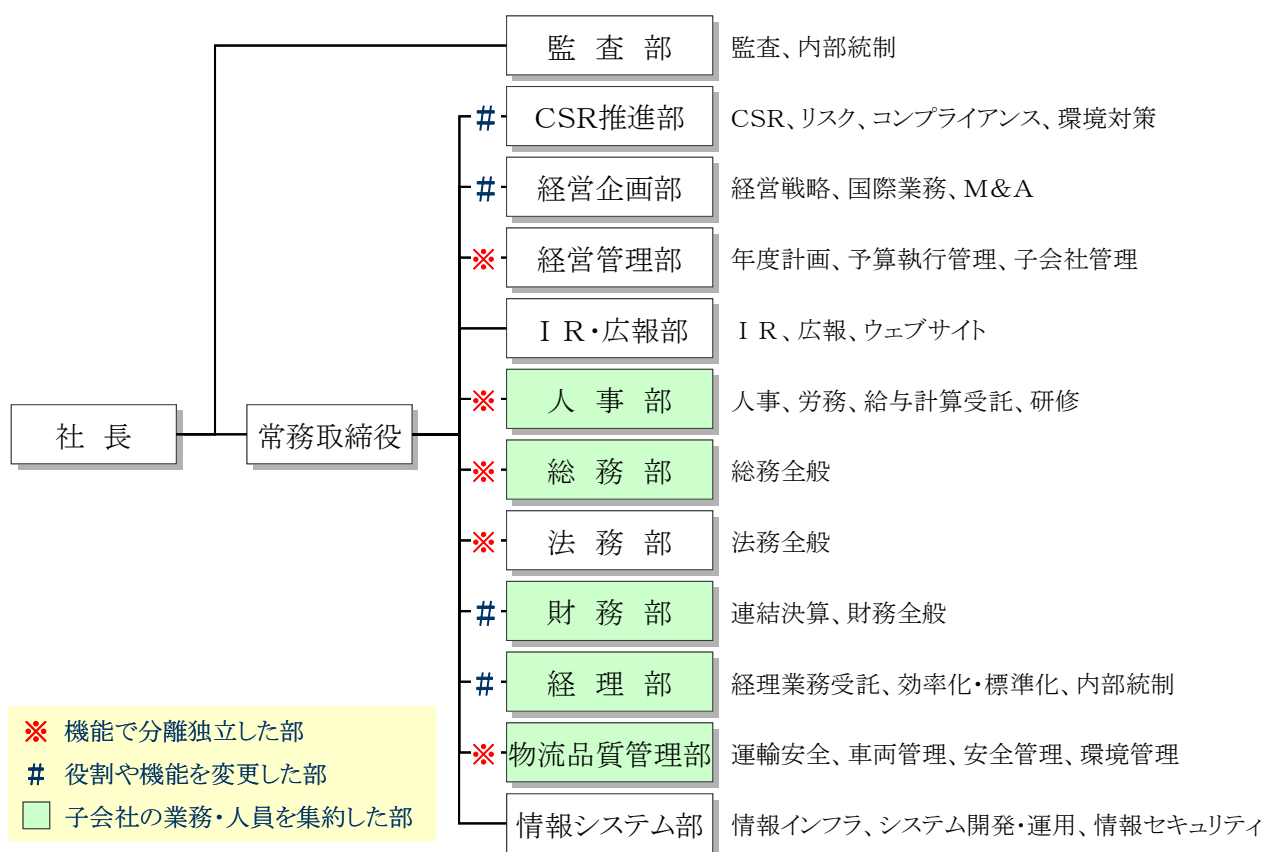 監 査 部 監査、内部統制
# CSR推進部 CSR、リスク、コンプライアンス、環境対策
# 経営企画部 経営戦略、国際業務、M&A
※ 経営管理部 年度計画、予算執行管理、子会社管理
ＩＲ・広報部 ＩＲ、広報、ウェブサイト
※ 人 事 部 人事、労務、給与計算受託、研修
社 長 常務取締役
※ 総 務 部 総務全般
※ 法 務 部 法務全般
# 財 務 部 連結決算、財務全般
# 経 理 部 経理業務受託、効率化・標準化、内部統制
※ 物流品質管理部 運輸安全、車両管理、安全管理、環境管理
情報システム部 情報インフラ、システム開発・運用、情報セキュリティ
※ 機能で分離独立した部
# 役割や機能を変更した部
子会社の業務・人員を集約した部